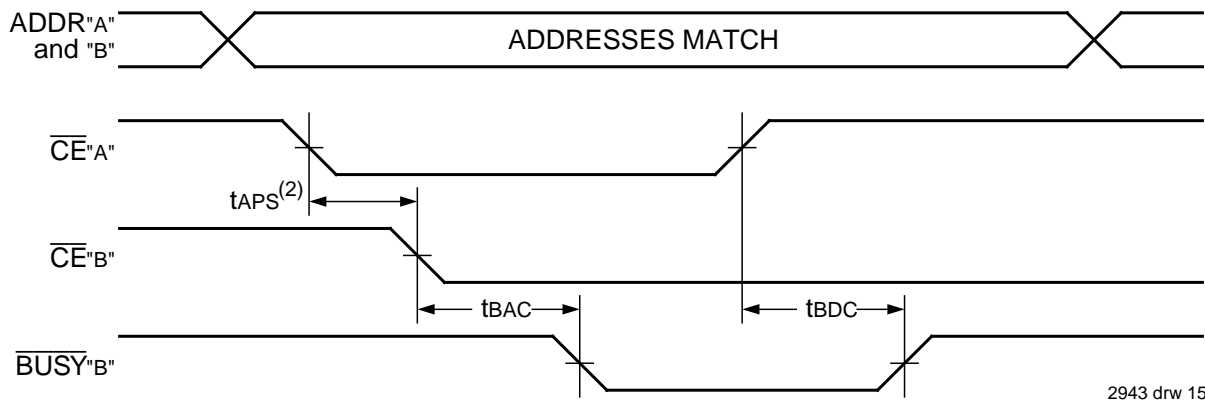 ADDR"A"
and "B"
ADDRESSES MATCH
CE"A"
tAPS(2)
CE"B"
tBAC
tBDC
BUSY"B"
2943 drw 15